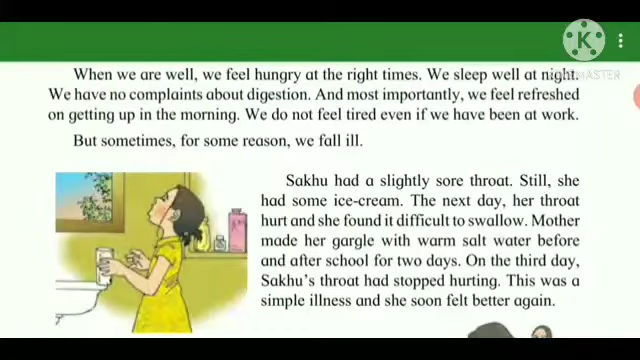 K
KINEMASTER
When we are well, we feel hungry at the right times. We sleep well at night.
We have no complaints about digestion. And most importantly, we feel refreshed
on getting up in the morning. We do not feel tired even if we have been at work.
But sometimes, for some reason, we fall ill.
Sakhu had a slightly sore throat. Still, she
had some ice-cream. The next day, her throat
hurt and she found it difficult to swallow. Mother
made her gargle with warm salt water before
and after school for two days. On the third day,
Sakhu's throat had stopped hurting. This was a
simple illness and she soon felt better again.